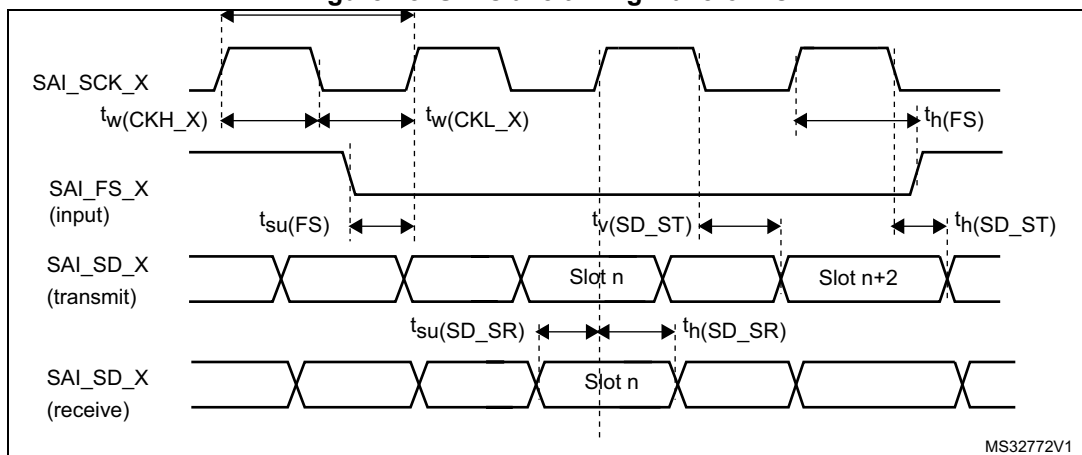 SAI_SCK_X
tw(CKH_X)
tw(CKL_X)
th(FS)
SAI_FS_X
(input)
tsu(FS)
tv(SD_ST)
th(SD_ST)
SAI_SD_X
(transmit)
Slot n
Slot n+2
tsu(SD_SR)
th(SD_SR)
SAI_SD_X
(receive)
Slot n
MS32772V1